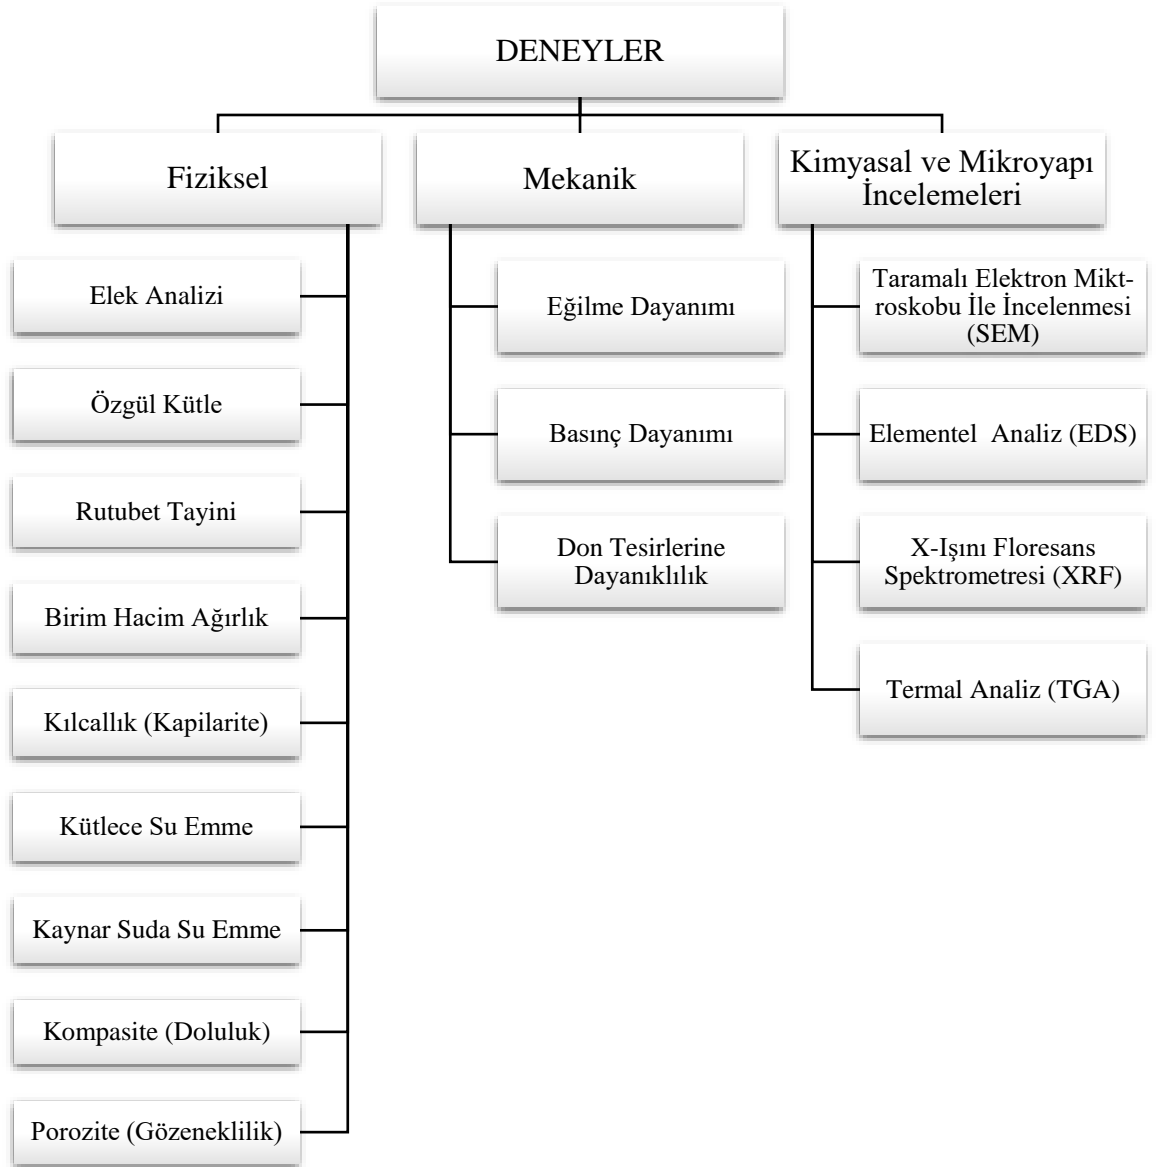 DENEYLER
Fiziksel
Mekanik
Kimyasal ve Mikroyapı
İncelemeleri
Elek Analizi
Özgül Kütle
Rutubet Tayini
Birim Hacim Ağırlık
Kılcallık (Kapilarite)
Kütlece Su Emme
Kaynar Suda Su Emme
Kompasite (Doluluk)
Porozite (Gözeneklilik)
Eğilme Dayanımı
Basınç Dayanımı
Don Tesirlerine
Dayanıklılık
Taramalı Elektron Mikt-
roskobu İle İncelenmesi
(SEM)
Elementel  Analiz (EDS)
X-Işını Floresans
Spektrometresi (XRF)
Termal Analiz (TGA)